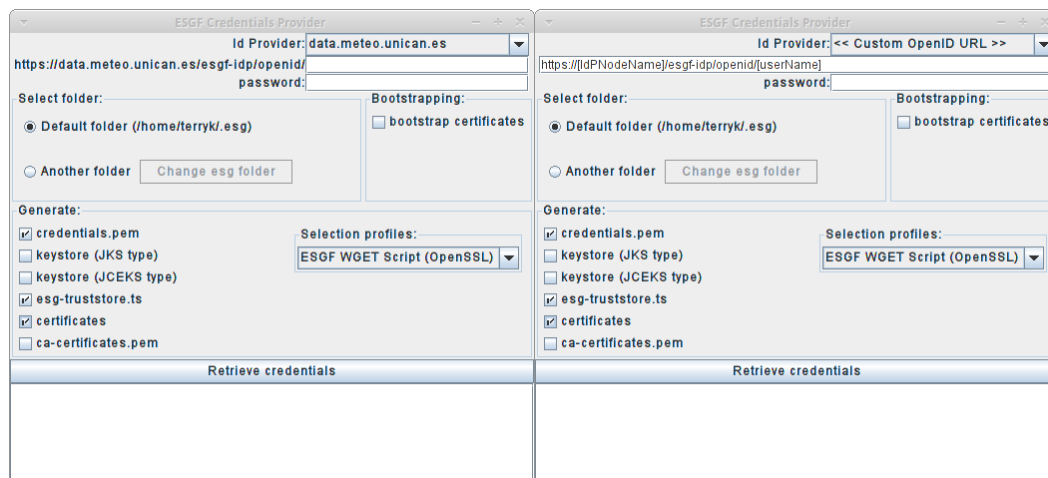 ESGF Credentials Provider
Id Provider: data.meteo.unican.es
https://data.meteo.unican.es/esgf-idp/openid/
password:
Select folder:
Default folder (/home/terryk/.esg)
Another folder
Change esg folder
Bootstrapping:
bootstrap certificates
Generate:
credentials.pem
keystore (JKS type)
keystore (JCEKS type)
esg-truststore.ts
certificates
ca-certificates.pem
Selection profiles:
ESGF WGET Script (OpenSSL)
Retrieve credentials
ESGF Credentials Provider
Id Provider: << Custom OpenID URL >>
https://[IdPNodeName]/esgf-idp/openid/[userName]
password:
Select folder:
Default folder (/home/terryk/.esg)
Another folder
Change esg folder
Bootstrapping:
bootstrap certificates
Generate:
credentials.pem
keystore (JKS type)
keystore (JCEKS type)
esg-truststore.ts
certificates
ca-certificates.pem
Selection profiles:
ESGF WGET Script (OpenSSL)
Retrieve credentials